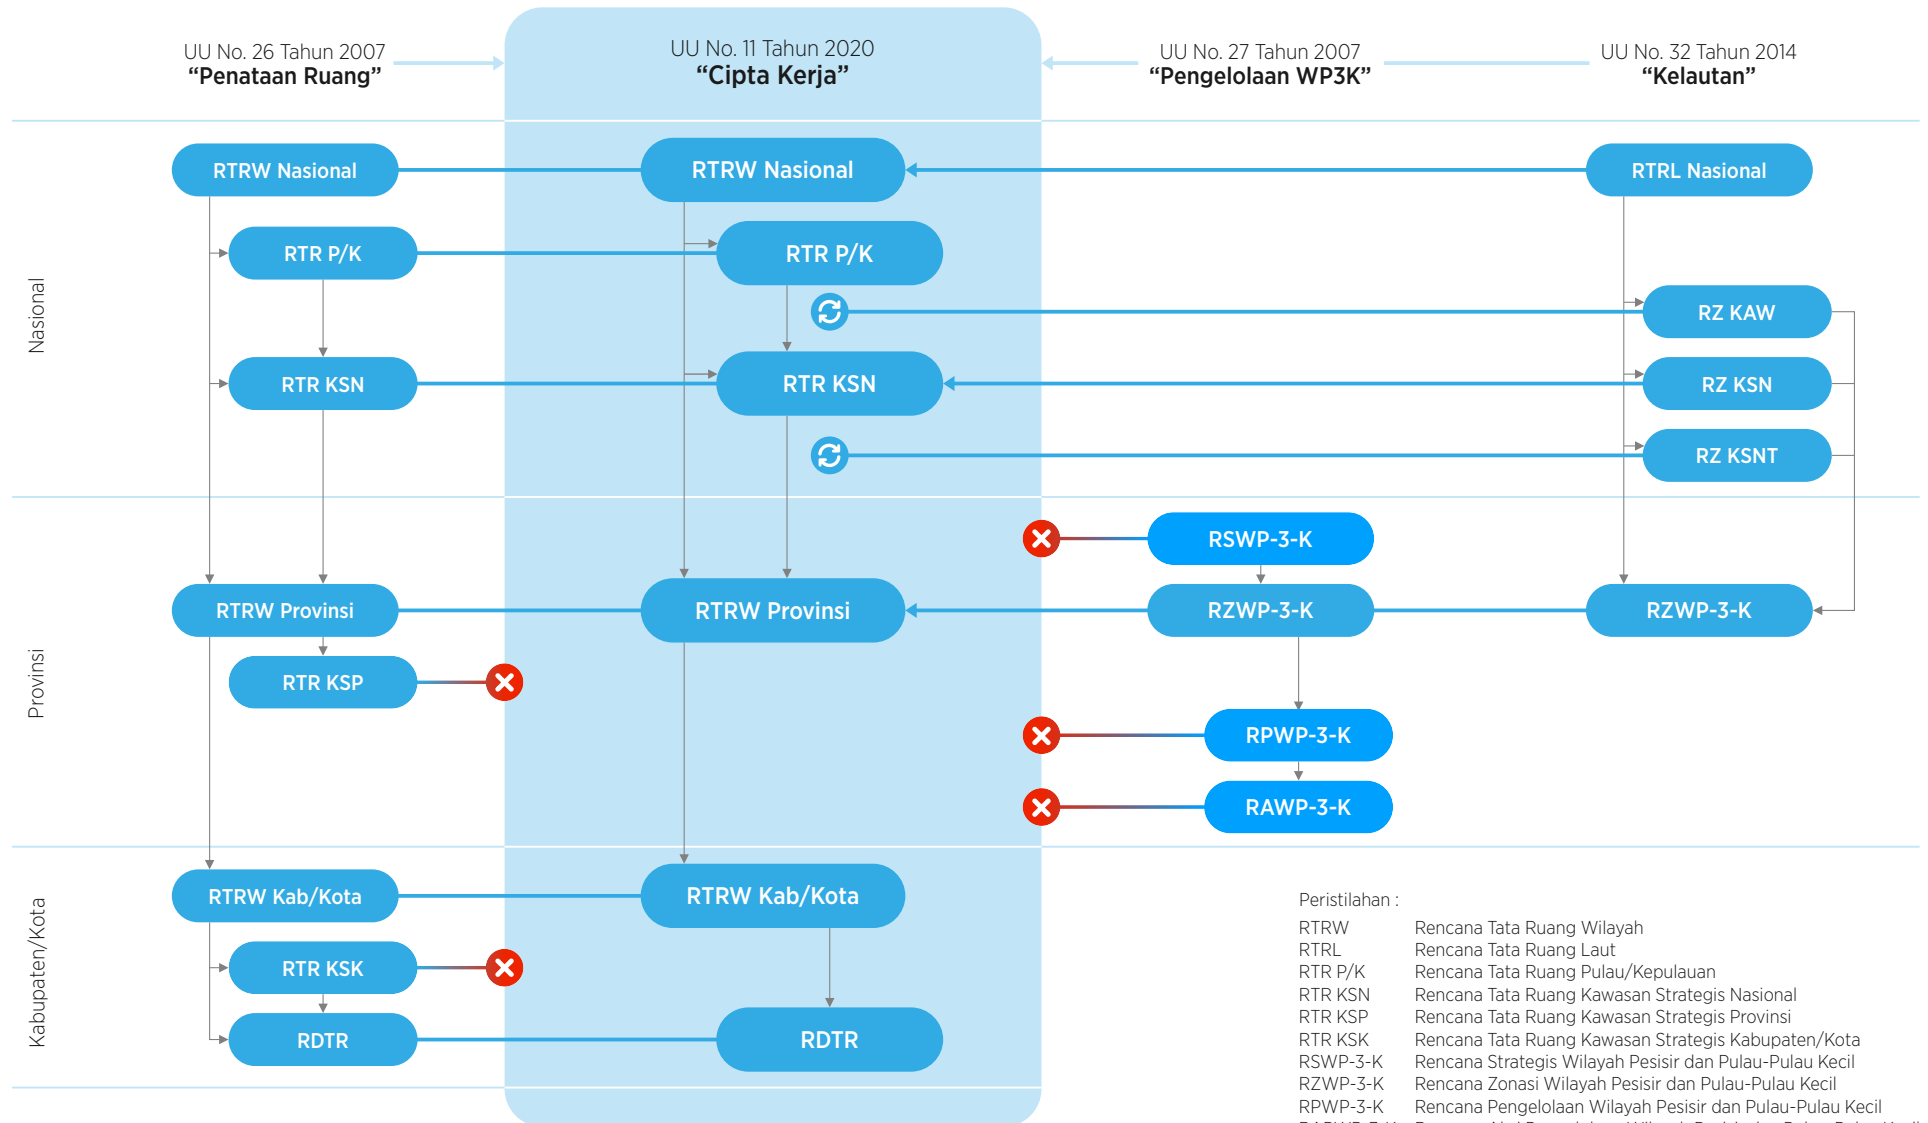 UU No. 26 Tahun 2007
“Penataan Ruang”
UU No. 11 Tahun 2020
“Cipta Kerja”
UU No. 27 Tahun 2007
“Pengelolaan WP3K”
UU No. 32 Tahun 2014
“Kelautan”
Nasional
RTRW Nasional
RTRW Nasional
RTRL Nasional
RTR P/K
RTR P/K
RZ KAW
RTR KSN
RTR KSN
RZ KSN
RZ KSNT
Provinsi
RSWP-3-K
RTRW Provinsi
RTRW Provinsi
RZWP-3-K
RZWP-3-K
RTR KSP
RPWP-3-K
RAWP-3-K
Kabupaten/Kota
RTRW Kab/Kota
RTRW Kab/Kota
RTR KSK
RDTR
RDTR
Peristilahan :
RTRW Rencana Tata Ruang Wilayah
RTRL Rencana Tata Ruang Laut
RTR P/K Rencana Tata Ruang Pulau/Kepulauan
RTR KSN Rencana Tata Ruang Kawasan Strategis Nasional
RTR KSP Rencana Tata Ruang Kawasan Strategis Provinsi
RTR KSK Rencana Tata Ruang Kawasan Strategis Kabupaten/Kota
RSWP-3-K Rencana Strategis Wilayah Pesisir dan Pulau-Pulau Kecil
RZWP-3-K Rencana Zonasi Wilayah Pesisir dan Pulau-Pulau Kecil
RPWP-3-K Rencana Pengelolaan Wilayah Pesisir dan Pulau-Pulau Kecil